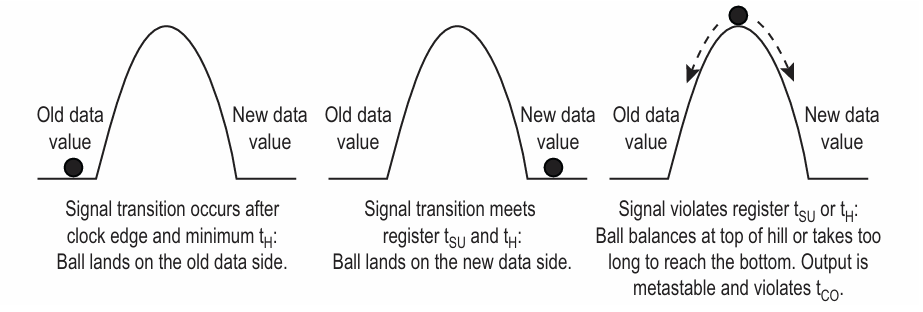 Old data
value
New data
value
Signal transition occurs after
clock edge and minimum tH:
Ball lands on the old data side.
Old data
value
New data
value
Signal transition meets
register tSU and tH:
Ball lands on the new data side.
Old data
value
New data
value
Signal violates register tSU or tH:
Ball balances at top of hill or takes too
long to reach the bottom. Output is
metastable and violates tCO.